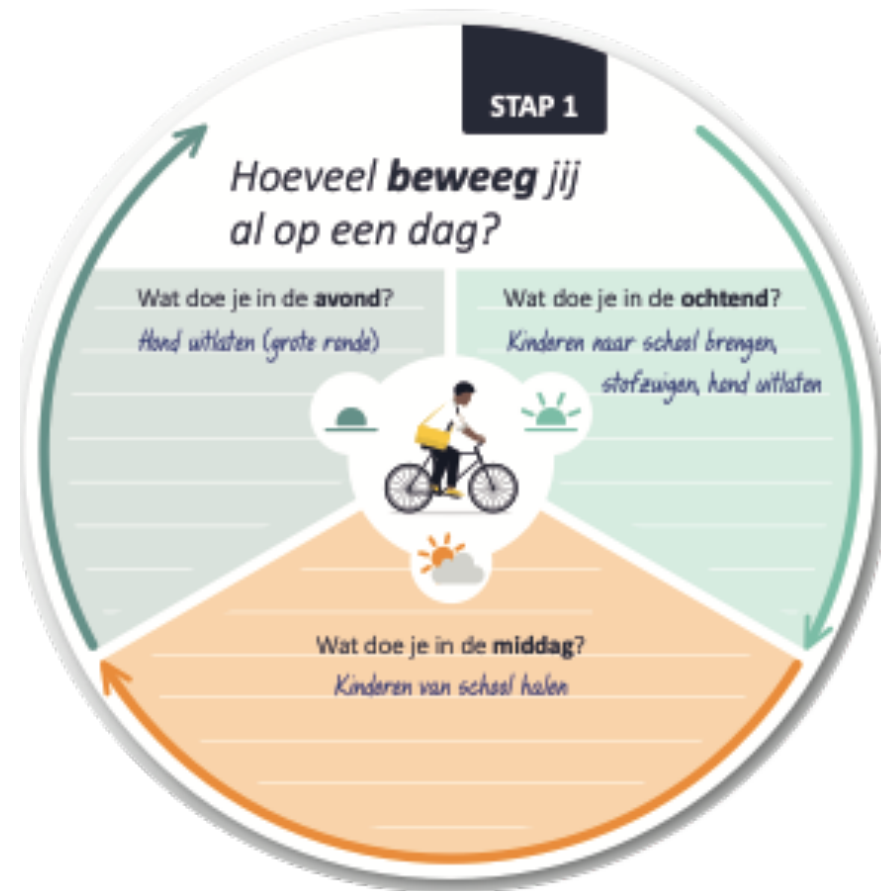 STAP 1
Hoeveel beweeg jij
al op een dag?
Wat doe je in de avond?
Hond uitlaten (grote ronde)
Wat doe je in de ochtend?
Kinderen naar school brengen,
stofzuigen, hond uitlaten
Wat doe je in de middag?
Kinderen van school halen